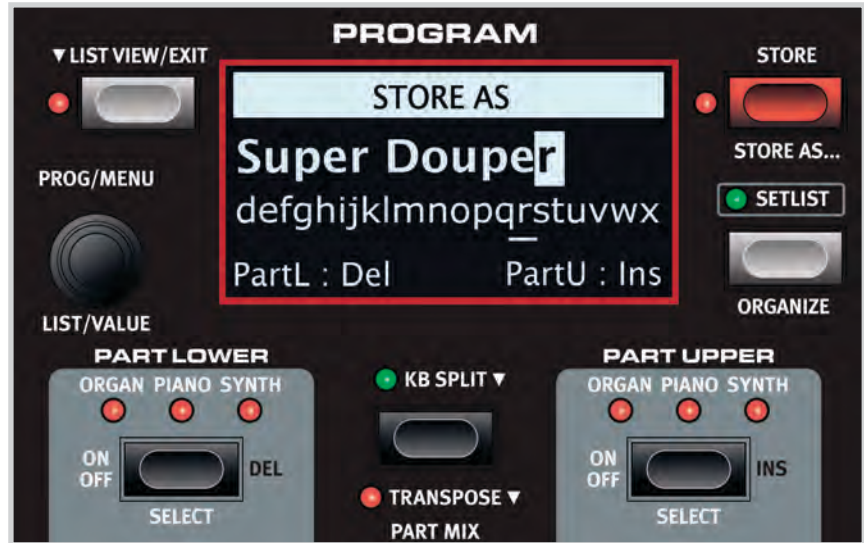 PROGRAM
▼ LIST VIEW/EXIT
STORE
STORE AS
Super Douper
STORE AS...
PROG/MENU
defghijklmnopqrstuvwx
SETLIST
PartL : Del PartU : Ins
LIST/VALUE
ORGANIZE
PART LOWER
ORGAN PIANO SYNTH
ON
OFF
DEL
SELECT
KB SPLIT ▼
TRANSPOSE ▼
PART MIX
PART UPPER
ORGAN PIANO SYNTH
ON
OFF
INS
SELECT